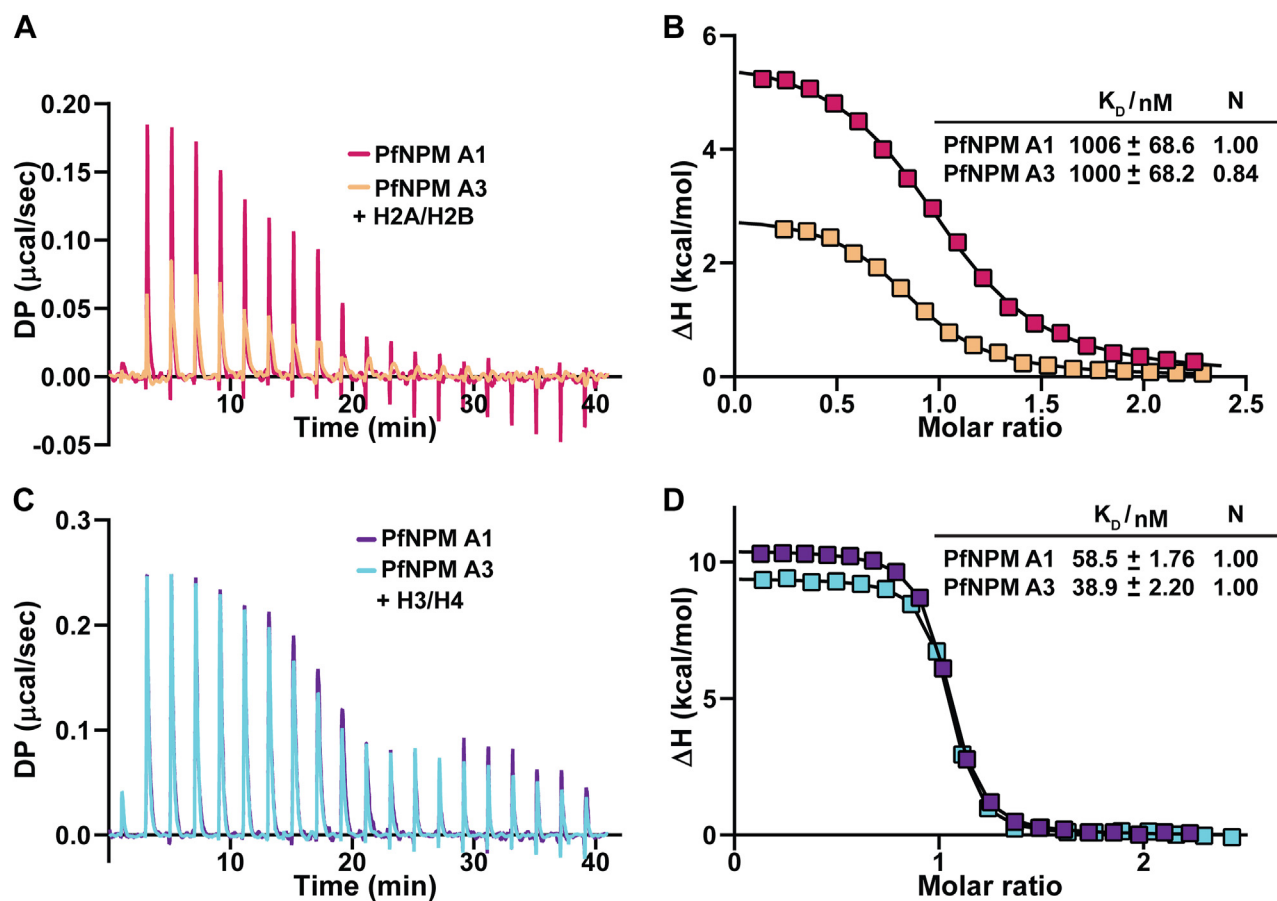 A
DP (µcal/sec)
0.20
0.15
0.10
0.05
0.00
-0.05
PfNPM A1
PfNPM A3
+ H2A/H2B
10
20
30
40
Time (min)
B
ΔH (kcal/mol)
6
4
2
0
K_D / nM N
PfNPM A1 1006 ± 68.6 1.00
PfNPM A3 1000 ± 68.2 0.84
0.0 0.5 1.0 1.5 2.0 2.5
Molar ratio
C
DP (µcal/sec)
0.3
0.2
0.1
0.0
PfNPM A1
PfNPM A3
+ H3/H4
10 20 30 40
Time (min)
D
ΔH (kcal/mol)
10
5
0
K_D / nM N
PfNPM A1 58.5 ± 1.76 1.00
PfNPM A3 38.9 ± 2.20 1.00
0 1 2
Molar ratio